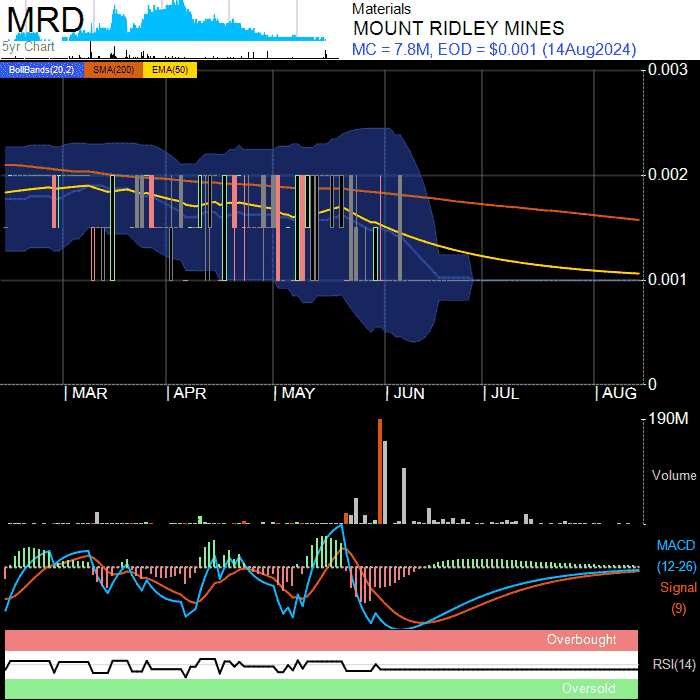 MRD
5yr Chart
Materials
MOUNT RIDLEY MINES
MC = 7.8M, EOD = $0.001 (14Aug2024)
BollBands(20,2) SMA(200) EMA(50)
0.003
0.002
0.001
0
| MAR | APR | MAY | JUN | JUL | AUG
190M
Volume
MACD
(12-26)
Signal
(9)
Overbought
RSI(14)
Oversold